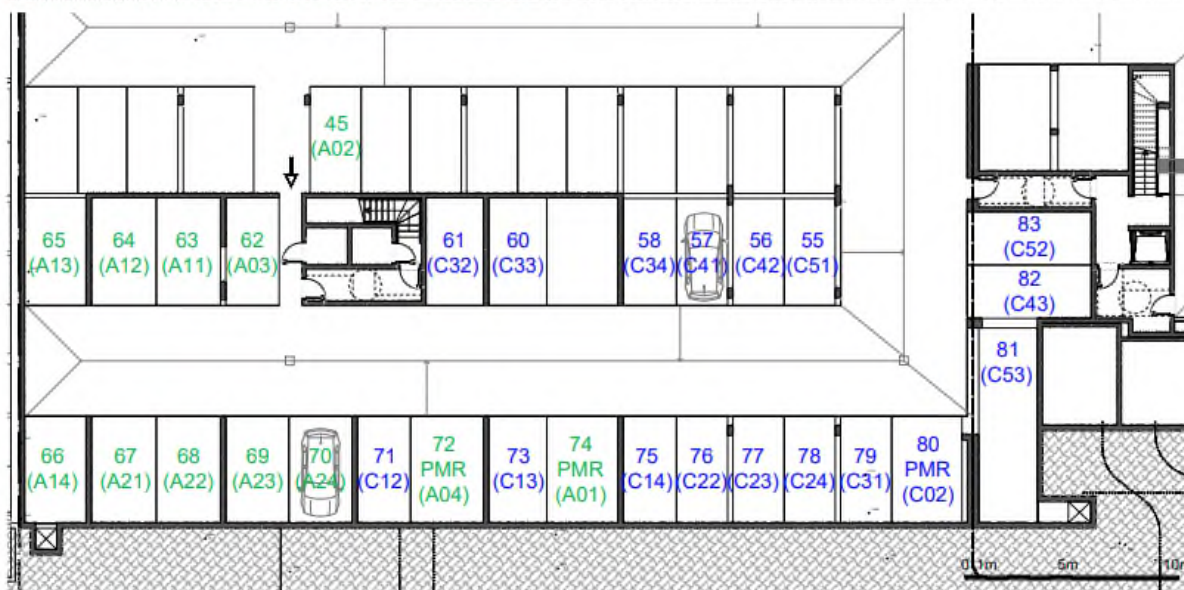 45
(A02)
65
(A13)
64
(A12)
63
(A11)
62
(A03)
61
(C32)
60
(C33)
58
(C34)
57
(C41)
56
(C42)
55
(C51)
83
(C52)
82
(C43)
81
(C53)
66
(A14)
67
(A21)
68
(A22)
69
(A23)
70
(A24)
71
(C12)
72
PMR
(A04)
73
(C13)
74
PMR
(A01)
75
(C14)
76
(C22)
77
(C23)
78
(C24)
79
(C31)
80
PMR
(C02)
5m